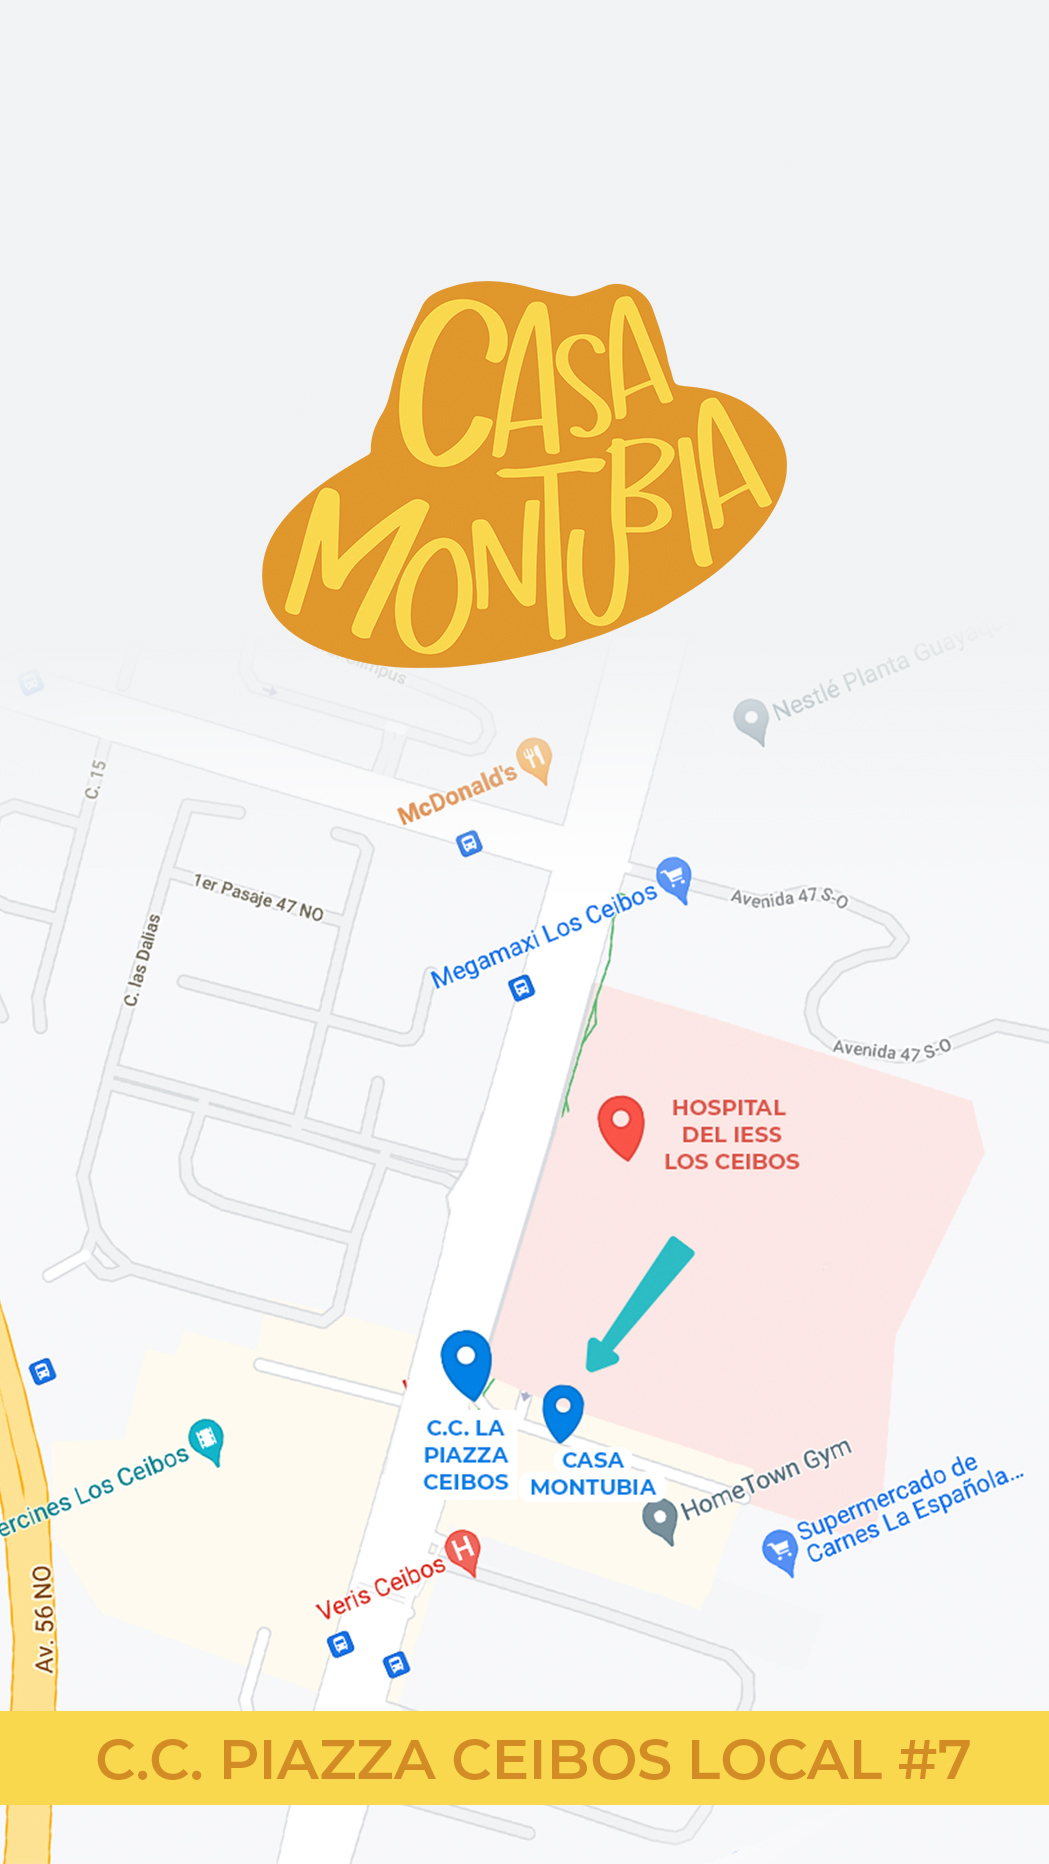 CASA
MONTUBIA
Olimpus
Nestlé Planta Guayaq
C. 15
McDonald's
1er Pasaje 47 NO
Megamaxi Los Ceibos
Avenida 47 S-O
C. las Dalias
Avenida 47 S-O
HOSPITAL
DEL IESS
LOS CEIBOS
C.C. LA
PIAZZA
CEIBOS
CASA
MONTUBIA
HomeTown Gym
ercines Los Ceibos
Supermercado de
Carnes La Española...
H
Veris Ceibos
Av. 56 NO
C.C. PIAZZA CEIBOS LOCAL #7